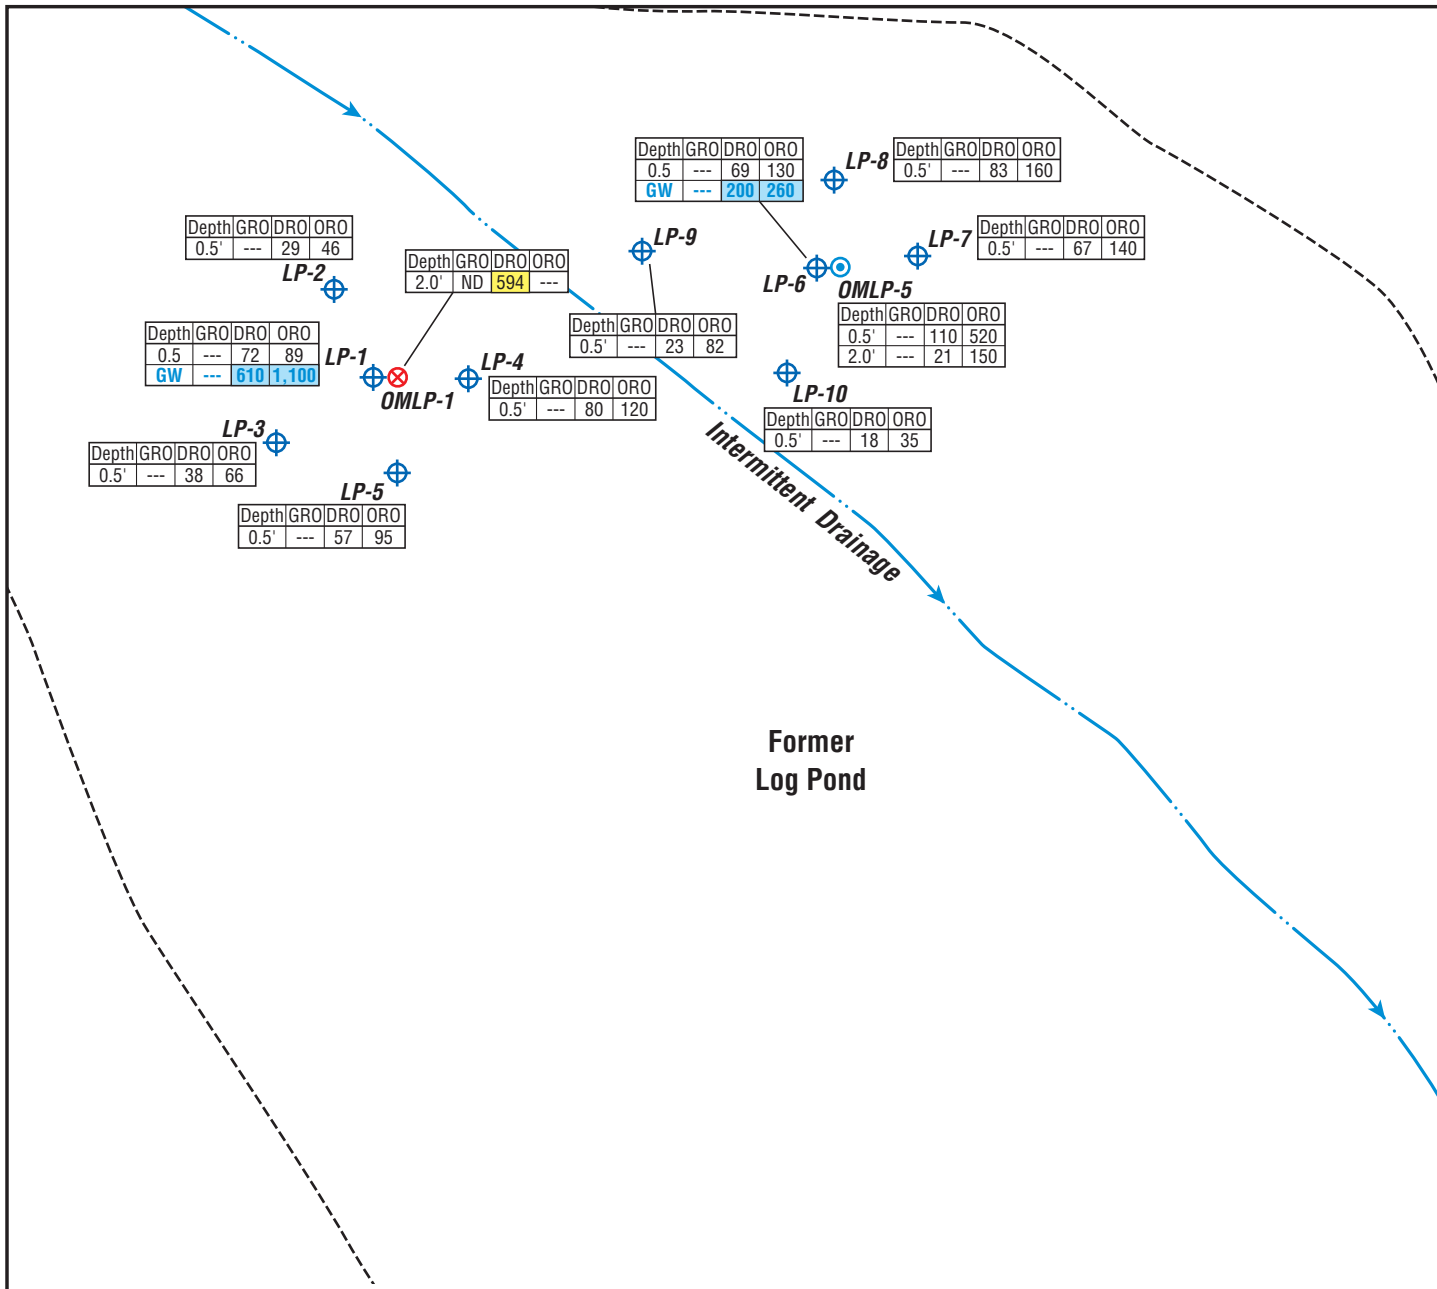 Depth GRO DRO ORO
0.5 --- 69 130
GW --- 200 260
LP-8
Depth GRO DRO ORO
0.5' --- 83 160
Depth GRO DRO ORO
0.5' --- 29 46
LP-2
Depth GRO DRO ORO
2.0' ND 594 ---
LP-9
LP-7
Depth GRO DRO ORO
0.5' --- 67 140
LP-6
OMLP-5
Depth GRO DRO ORO
0.5' --- 110 520
2.0' --- 21 150
Depth GRO DRO ORO
0.5 --- 72 89
GW --- 610 1,100
LP-1
OMLP-1
LP-4
Depth GRO DRO ORO
0.5' --- 80 120
Depth GRO DRO ORO
0.5' --- 23 82
LP-10
Depth GRO DRO ORO
0.5' --- 18 35
LP-3
Depth GRO DRO ORO
0.5' --- 38 66
LP-5
Depth GRO DRO ORO
0.5' --- 57 95
Intermittent Drainage
Former
Log Pond